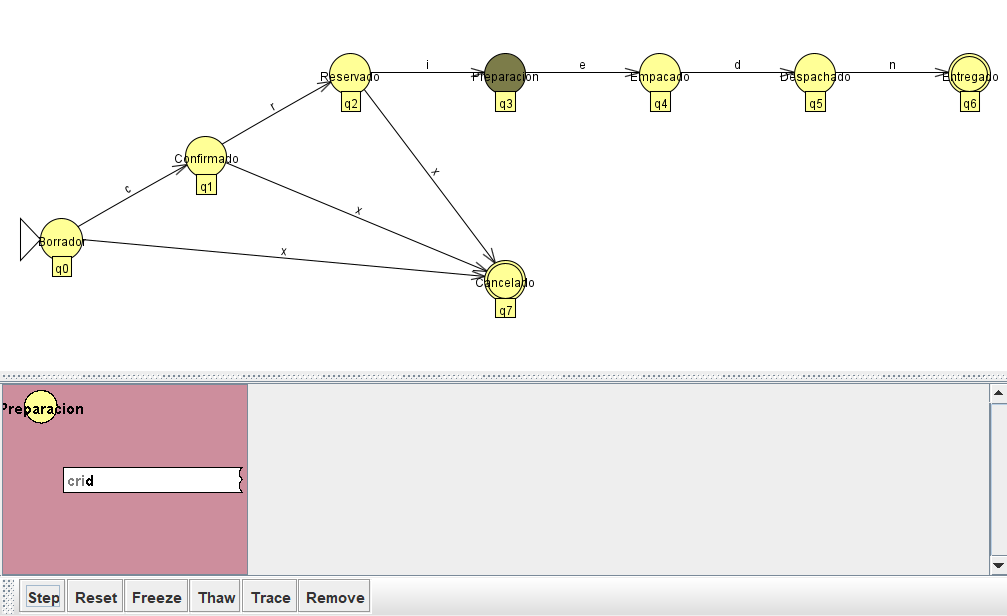 Reservado
i
Preparacion
e
Empacado
d
Despachado
n
Entregado
q2
q3
q4
q5
q6
r
Confirmado
q1
x
c
x
Borrador
q0
x
Cancelado
q7
Preparacion
crid
Step
Reset
Freeze
Thaw
Trace
Remove